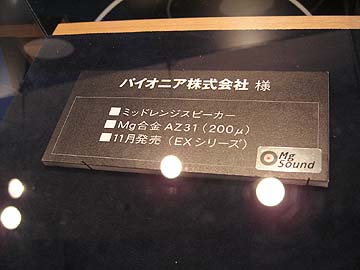 パイオニア株式会社 様
■ミッドレンジスピーカー
■Mg合金 AZ31(200μ)
■11月発売(EXシリーズ)
Mg
Sound